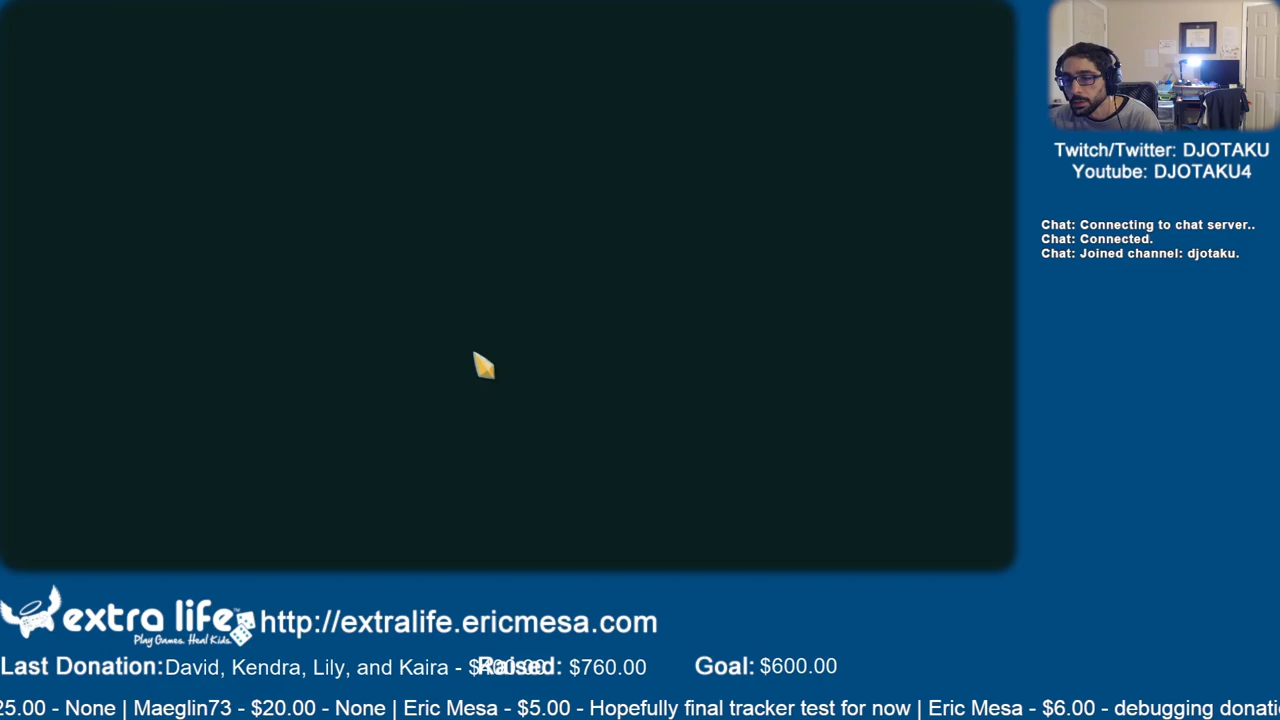 Twitch/Twitter: DJOTAKU
Youtube: DJOTAKU4
Chat: Connecting to chat server..
Chat: Connected.
Chat: Joined channel: djotaku.
extra life
Play Games. Heal Kids.
http://extralife.ericmesa.com
Last Donation: David, Kendra, Lily, and Kaira - Raised: $760.00 Goal: $600.00
25.00 - None | Maeglin73 - $20.00 - None | Eric Mesa - $5.00 - Hopefully final tracker test for now | Eric Mesa - $6.00 - debugging donati